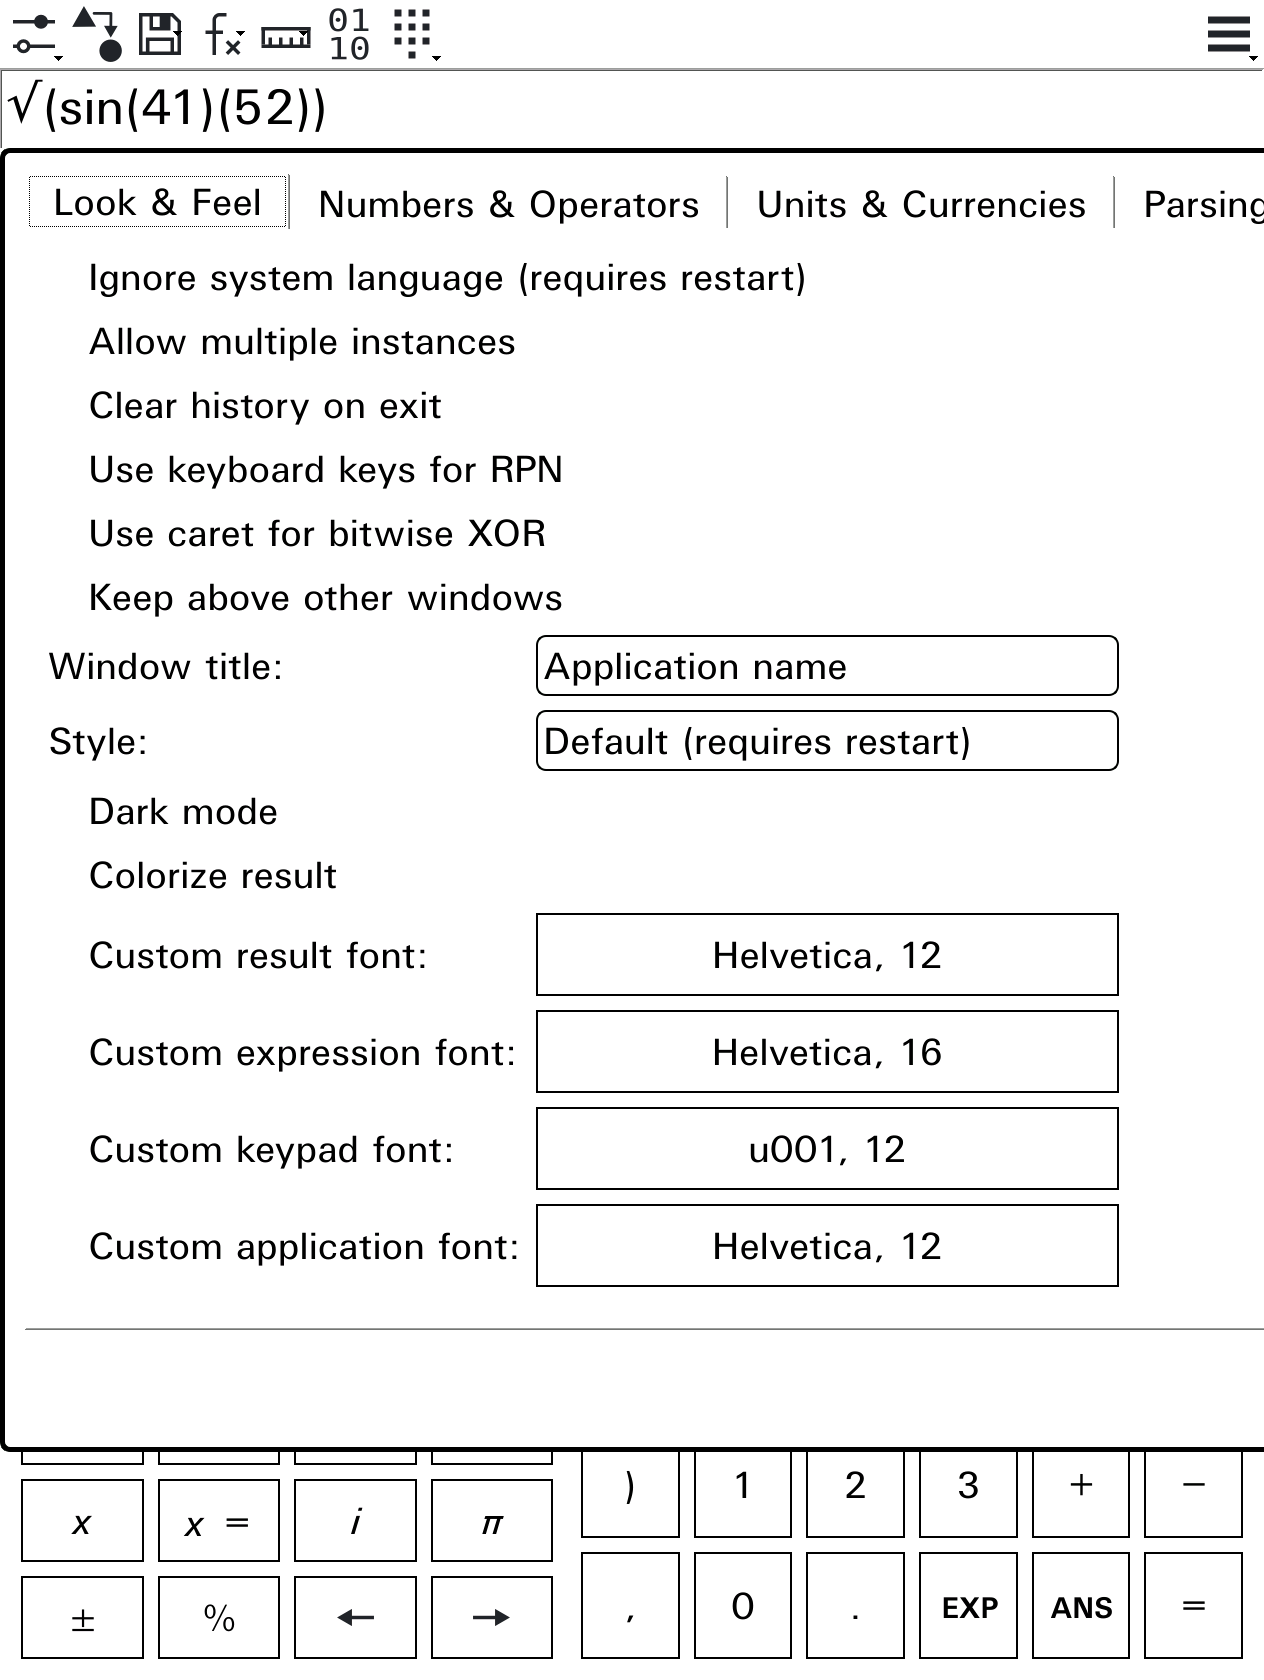 fx
01
10
√(sin(41)(52))
Look & Feel Numbers & Operators Units & Currencies Parsing
Ignore system language (requires restart)
Allow multiple instances
Clear history on exit
Use keyboard keys for RPN
Use caret for bitwise XOR
Keep above other windows
Window title: Application name
Style: Default (requires restart)
Dark mode
Colorize result
Custom result font: Helvetica, 12
Custom expression font: Helvetica, 16
Custom keypad font: u001, 12
Custom application font: Helvetica, 12
) 1 2 3 + −
x x = i π
± % ← → , 0 . EXP ANS =